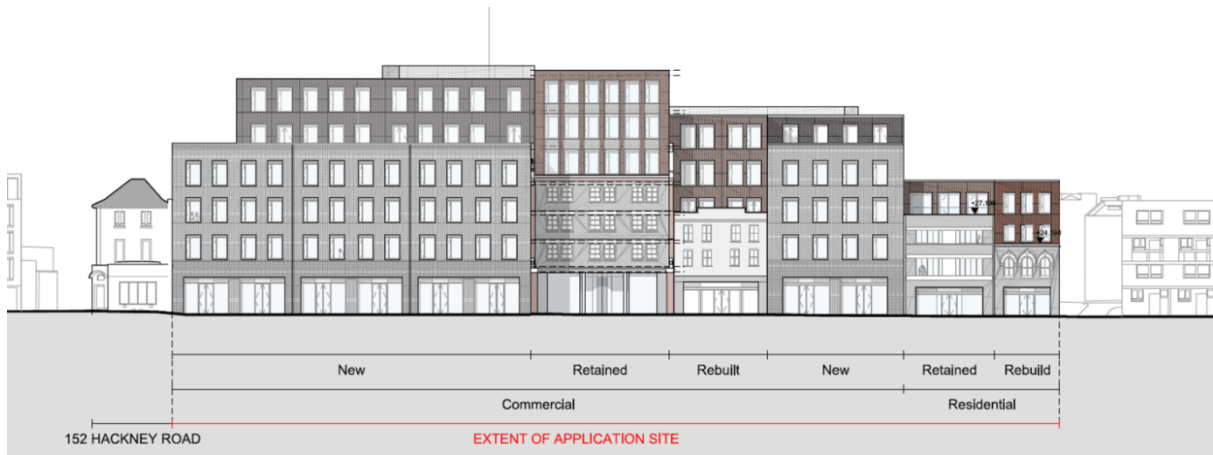 New Retained Rebuilt New Retained Rebuild
Commercial Residential
152 HACKNEY ROAD EXTENT OF APPLICATION SITE